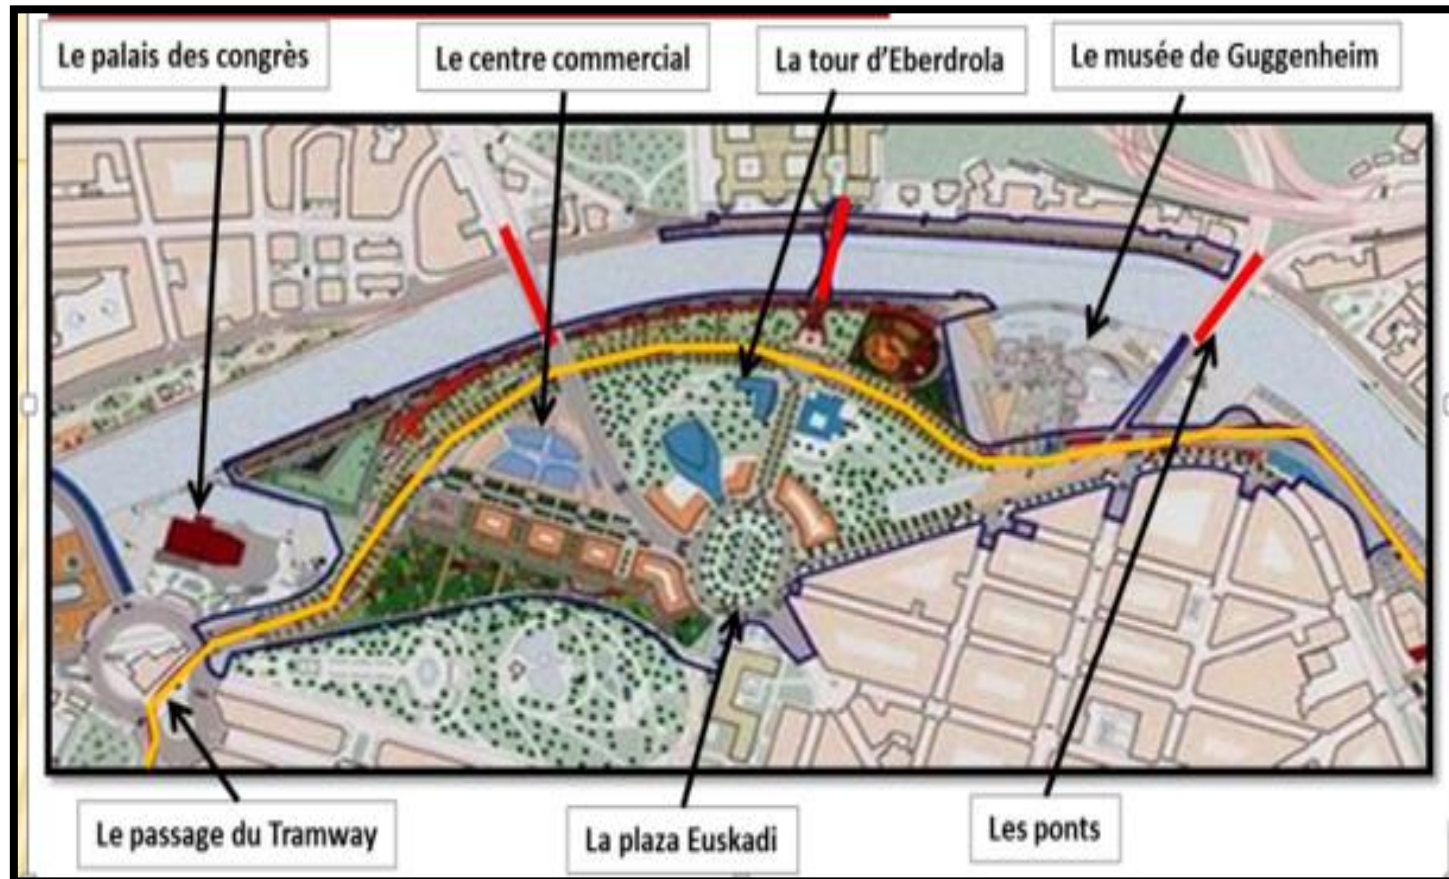 Le palais des congrès
Le centre commercial
La tour d'Eberdrola
Le musée de Guggenheim
Le passage du Tramway
La plaza Euskadi
Les ponts